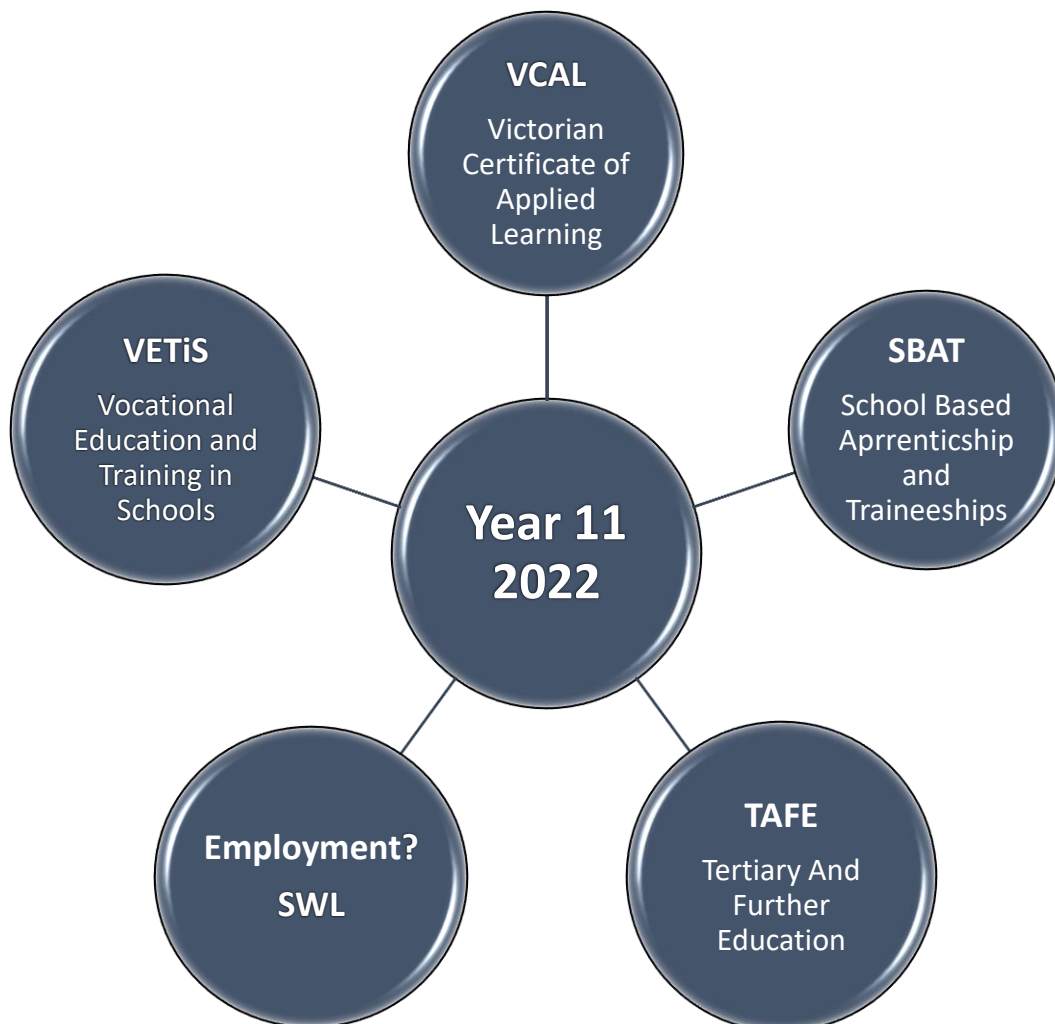 VCAL
Victorian
Certificate of
Applied
Learning
VETiS
Vocational
Education and
Training in
Schools
SBAT
School Based
Aprrenticship
and
Traineeships
Year 11
2022
Employment?
SWL
TAFE
Tertiary And
Further
Education